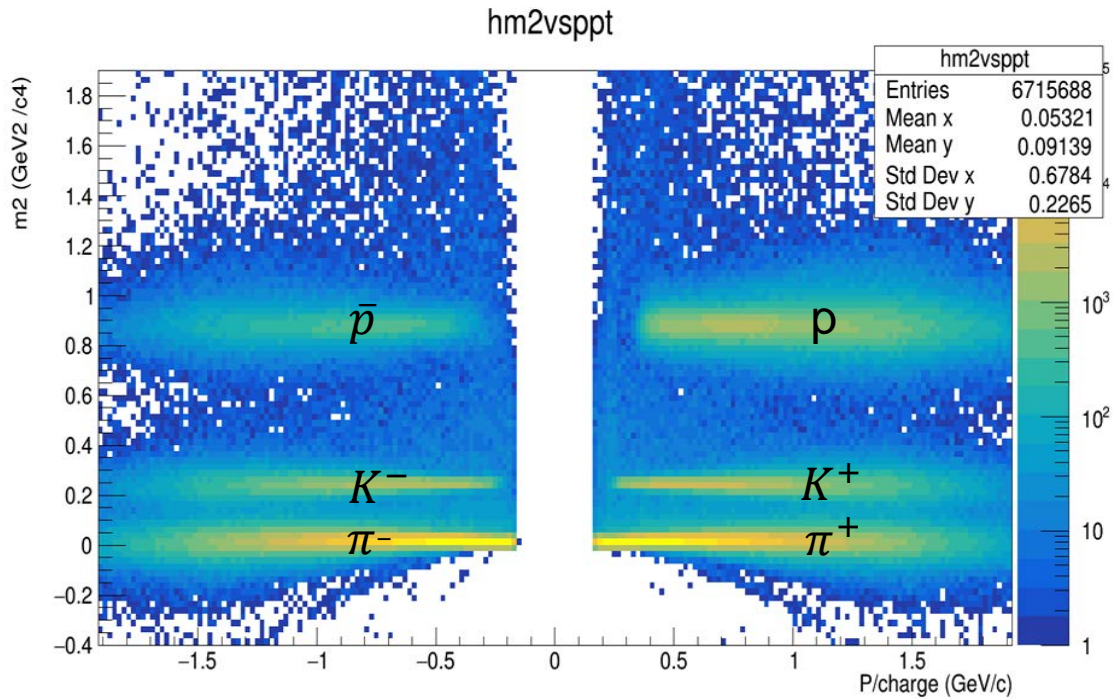 hm2vsppt
hm2vsppt
Entries 6715688
Mean x 0.05321
Mean y 0.09139
Std Dev x 0.6784
Std Dev y 0.2265
m2 (GeV2 /c4)
1.8
1.6
1.4
1.2
1
0.8
0.6
0.4
0.2
0
−0.2
−0.4
p̄
p
K⁻
K⁺
π⁻
π⁺
5
4
10³
10²
10
1
−1.5 −1 −0.5 0 0.5 1 1.5
P/charge (GeV/c)